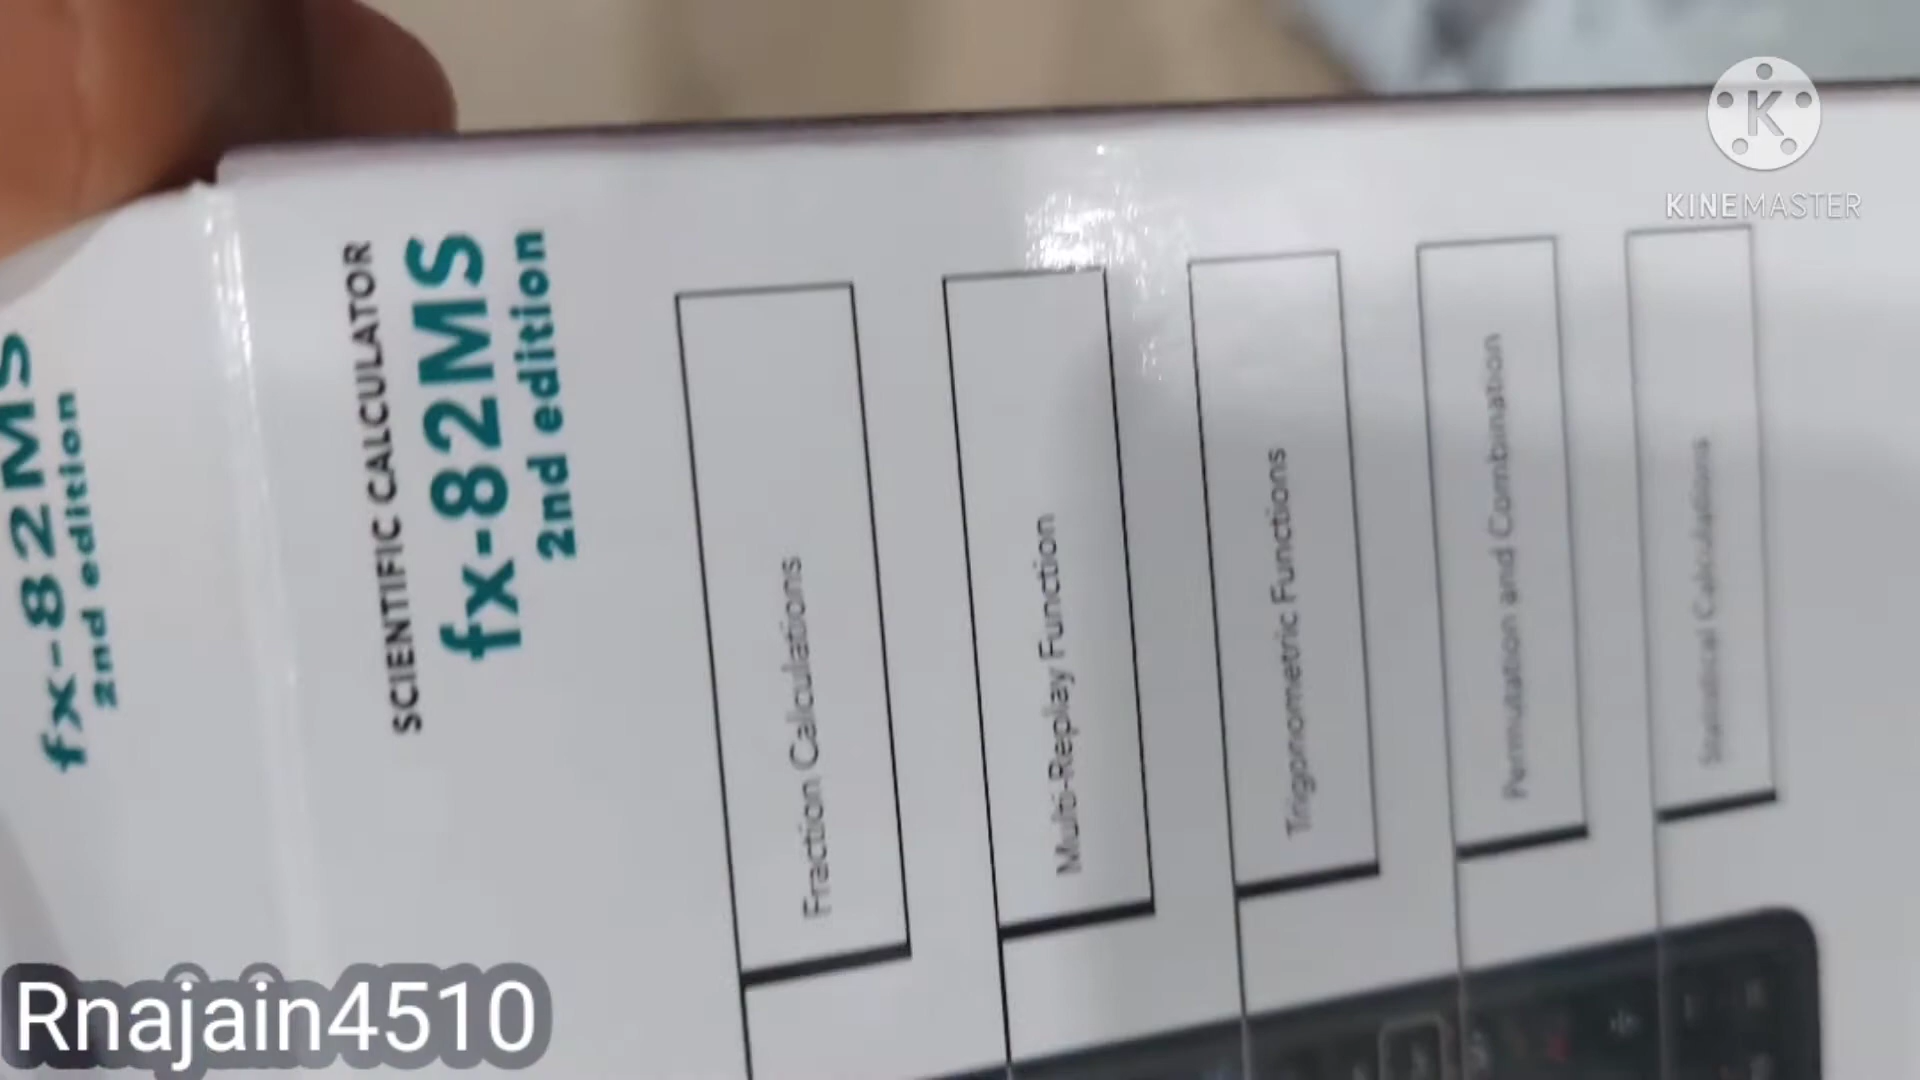 fx-82MS
2nd edition
SCIENTIFIC CALCULATOR
fx-82MS
2nd edition
Fraction Calculations
Multi-Replay Function
Trigonometric Functions
Permutation and Combination
Statistical Calculations
K
KINEMASTER
Rnajain4510